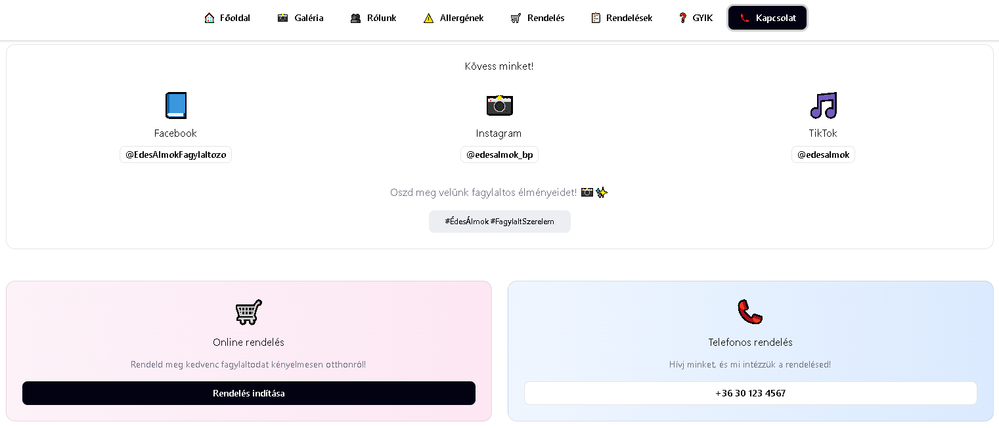 Főoldal Galéria Rólunk Allergének Rendelés Rendelések GYIK Kapcsolat
Kövess minket!
Facebook Instagram TikTok
@EdesAlmokFagylaltozo @edesalmok_bp @edesalmok
Oszd meg velünk fagylaltos élményeidet!
#ÉdesÁlmok #FagylaltSzerelem
Online rendelés
Rendeld meg kedvenc fagylaltodat kényelmesen otthonról!
Rendelés indítása
Telefonos rendelés
Hívj minket, és mi intézzük a rendelésed!
+36 30 123 4567